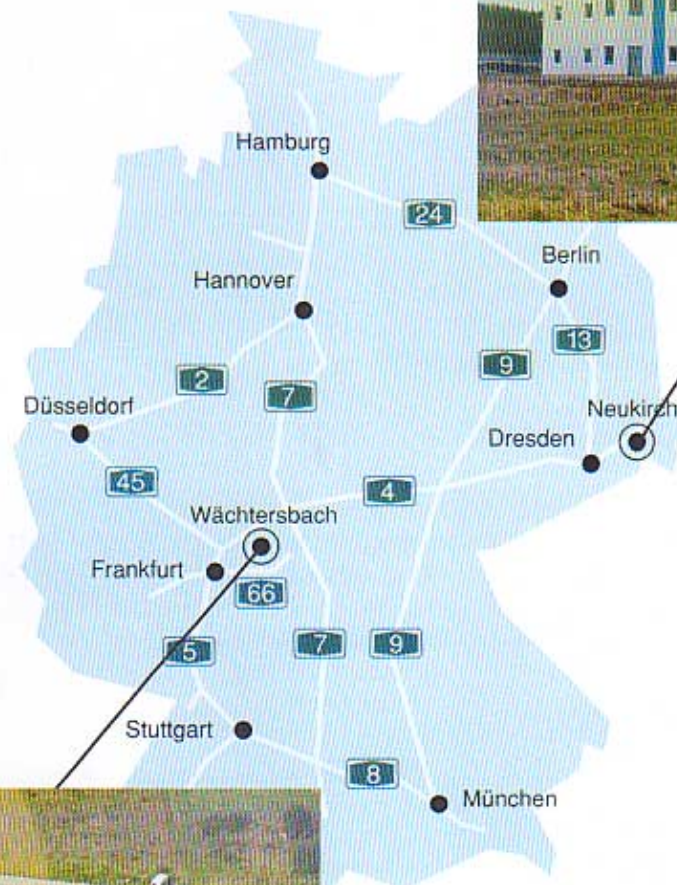 Hamburg
24
Berlin
Hannover
13
9
2
7
Düsseldorf
Neukirch
Dresden
45
4
Wächtersbach
Frankfurt
66
5
7
9
Stuttgart
8
München